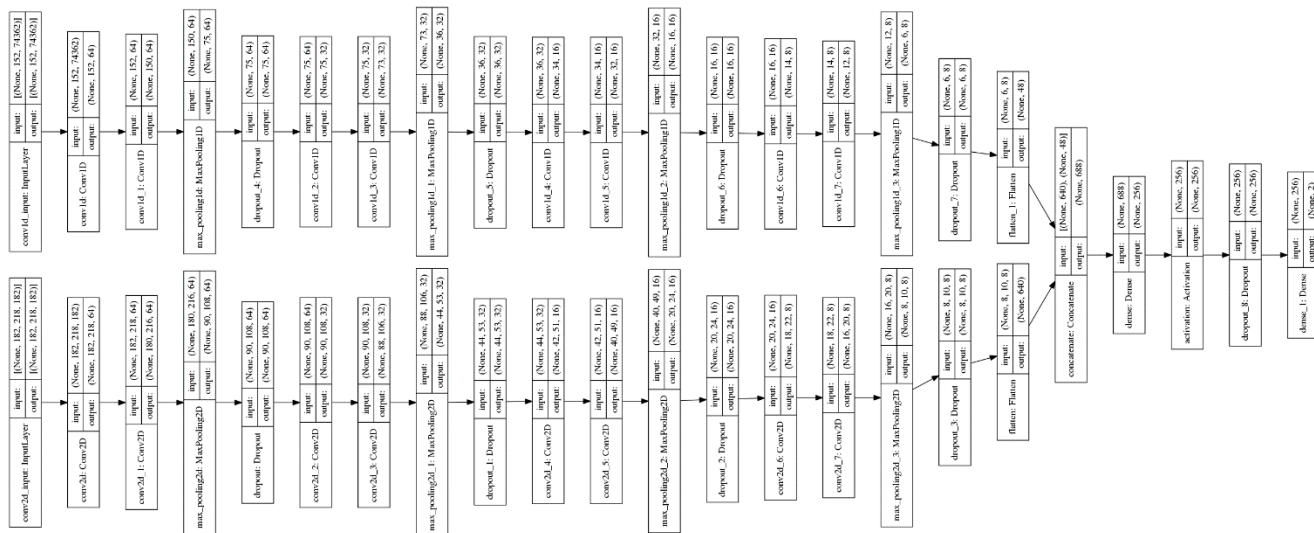 conv2d_input: InputLayer
input: [(None, 182, 218, 182)]
output: [(None, 182, 218, 182)]
conv2d: Conv2D
input: (None, 182, 218, 182)
output: (None, 182, 218, 64)
conv2d_1: Conv2D
input: (None, 182, 218, 64)
output: (None, 180, 216, 64)
max_pooling2d: MaxPooling2D
input: (None, 180, 216, 64)
output: (None, 90, 108, 64)
dropout: Dropout
input: (None, 90, 108, 64)
output: (None, 90, 108, 64)
conv2d_2: Conv2D
input: (None, 90, 108, 64)
output: (None, 90, 108, 32)
conv2d_3: Conv2D
input: (None, 90, 108, 32)
output: (None, 88, 106, 32)
max_pooling2d_1: MaxPooling2D
input: (None, 88, 106, 32)
output: (None, 44, 53, 32)
dropout_1: Dropout
input: (None, 44, 53, 32)
output: (None, 44, 53, 32)
conv2d_4: Conv2D
input: (None, 44, 53, 32)
output: (None, 42, 51, 16)
conv2d_5: Conv2D
input: (None, 42, 51, 16)
output: (None, 40, 49, 16)
max_pooling2d_2: MaxPooling2D
input: (None, 40, 49, 16)
output: (None, 20, 24, 16)
dropout_2: Dropout
input: (None, 20, 24, 16)
output: (None, 20, 24, 16)
conv2d_6: Conv2D
input: (None, 20, 24, 16)
output: (None, 18, 22, 8)
conv2d_7: Conv2D
input: (None, 18, 22, 8)
output: (None, 16, 20, 8)
max_pooling2d_3: MaxPooling2D
input: (None, 16, 20, 8)
output: (None, 8, 10, 8)
dropout_3: Dropout
input: (None, 8, 10, 8)
output: (None, 8, 10, 8)
flatten: Flatten
input: (None, 8, 10, 8)
output: (None, 640)
conv1d_input: InputLayer
input: [(None, 152, 74362)]
output: [(None, 152, 74362)]
conv1d: Conv1D
input: (None, 152, 74362)
output: (None, 152, 64)
conv1d_1: Conv1D
input: (None, 152, 64)
output: (None, 150, 64)
max_pooling1d: MaxPooling1D
input: (None, 150, 64)
output: (None, 75, 64)
dropout_4: Dropout
input: (None, 75, 64)
output: (None, 75, 64)
conv1d_2: Conv1D
input: (None, 75, 64)
output: (None, 75, 32)
conv1d_3: Conv1D
input: (None, 75, 32)
output: (None, 73, 32)
max_pooling1d_1: MaxPooling1D
input: (None, 73, 32)
output: (None, 36, 32)
dropout_5: Dropout
input: (None, 36, 32)
output: (None, 36, 32)
conv1d_4: Conv1D
input: (None, 36, 32)
output: (None, 34, 16)
conv1d_5: Conv1D
input: (None, 34, 16)
output: (None, 32, 16)
max_pooling1d_2: MaxPooling1D
input: (None, 32, 16)
output: (None, 16, 16)
dropout_6: Dropout
input: (None, 16, 16)
output: (None, 16, 16)
conv1d_6: Conv1D
input: (None, 16, 16)
output: (None, 14, 8)
conv1d_7: Conv1D
input: (None, 14, 8)
output: (None, 12, 8)
max_pooling1d_3: MaxPooling1D
input: (None, 12, 8)
output: (None, 6, 8)
dropout_7: Dropout
input: (None, 6, 8)
output: (None, 6, 8)
flatten_1: Flatten
input: (None, 6, 8)
output: (None, 48)
concatenate: Concatenate
input: [(None, 640), (None, 48)]
output: (None, 688)
dense: Dense
input: (None, 688)
output: (None, 256)
activation: Activation
input: (None, 256)
output: (None, 256)
dropout_8: Dropout
input: (None, 256)
output: (None, 256)
dense_1: Dense
input: (None, 256)
output: (None, 2)